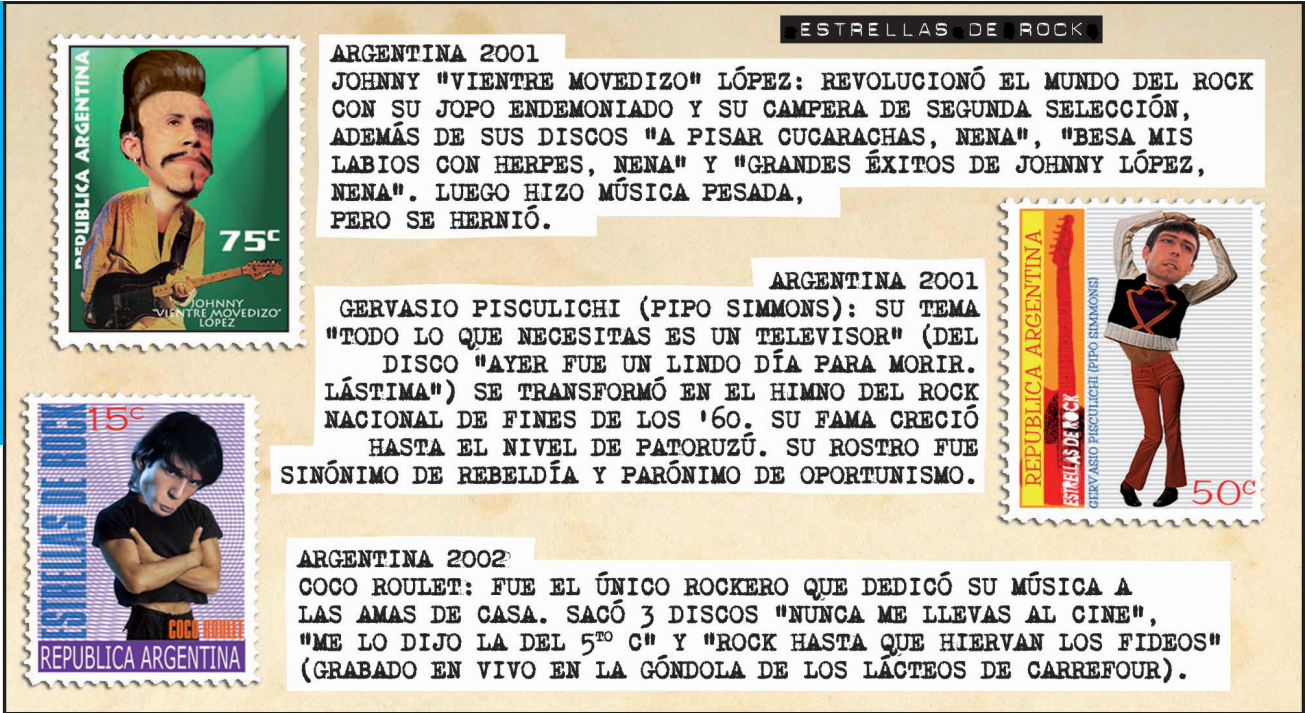 ESTRELLAS DE ROCK
ARGENTINA 2001
JOHNNY "VIENTRE MOVEDIZO" LÓPEZ: REVOLUCIONÓ EL MUNDO DEL ROCK
CON SU JOPO ENDEMONIADO Y SU CAMPERA DE SEGUNDA SELECCIÓN,
ADEMÁS DE SUS DISCOS "A PISAR CUCARACHAS, NENA", "BESA MIS
LABIOS CON HERPES, NENA" Y "GRANDES ÉXITOS DE JOHNNY LÓPEZ,
NENA". LUEGO HIZO MÚSICA PESADA,
PERO SE HERNIÓ.
REPUBLICA ARGENTINA
75c
JOHNNY
"VIENTRE MOVEDIZO"
LÓPEZ
ARGENTINA 2001
GERVASIO PISCULICHI (PIPO SIMMONS): SU TEMA
"TODO LO QUE NECESITAS ES UN TELEVISOR" (DEL
DISCO "AYER FUE UN LINDO DÍA PARA MORIR.
LÁSTIMA") SE TRANSFORMÓ EN EL HIMNO DEL ROCK
NACIONAL DE FINES DE LOS '60. SU FAMA CRECIÓ
HASTA EL NIVEL DE PATORUZÚ. SU ROSTRO FUE
SINÓNIMO DE REBELDÍA Y PARÓNIMO DE OPORTUNISMO.
REPUBLICA ARGENTINA
ESTRELLAS DE ROCK
GERVASIO PISCULICHI (PIPO SIMMONS)
50c
15c
ESTRELLAS DE ROCK
COCO ROULET
REPUBLICA ARGENTINA
ARGENTINA 2002
COCO ROULET: FUE EL ÚNICO ROCKERO QUE DEDICÓ SU MÚSICA A
LAS AMAS DE CASA. SACÓ 3 DISCOS "NUNCA ME LLEVAS AL CINE",
"ME LO DIJO LA DEL 5TO C" Y "ROCK HASTA QUE HIERVAN LOS FIDEOS"
(GRABADO EN VIVO EN LA GÓNDOLA DE LOS LÁCTEOS DE CARREFOUR).